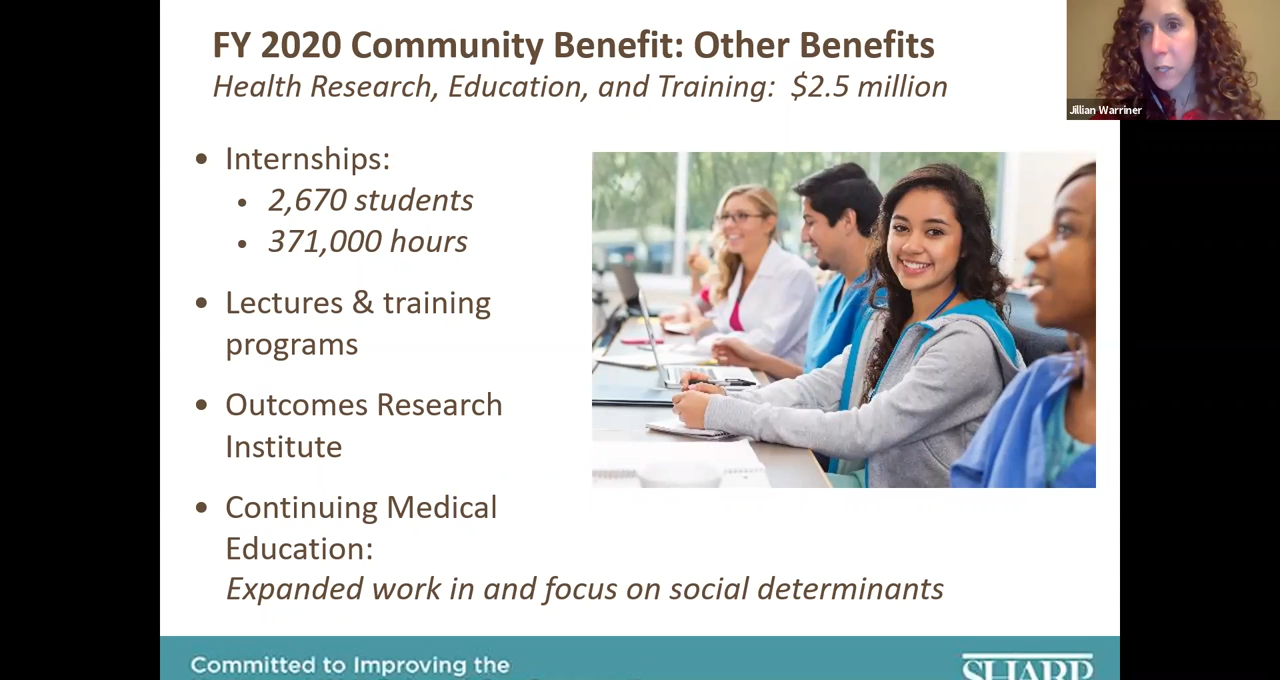 FY 2020 Community Benefit: Other Benefits
Health Research, Education, and Training: $2.5 million
Jillian Warriner
• Internships:
• 2,670 students
• 371,000 hours
• Lectures & training
programs
• Outcomes Research
Institute
• Continuing Medical
Education:
Expanded work in and focus on social determinants
Committed to Improving the
SHARP